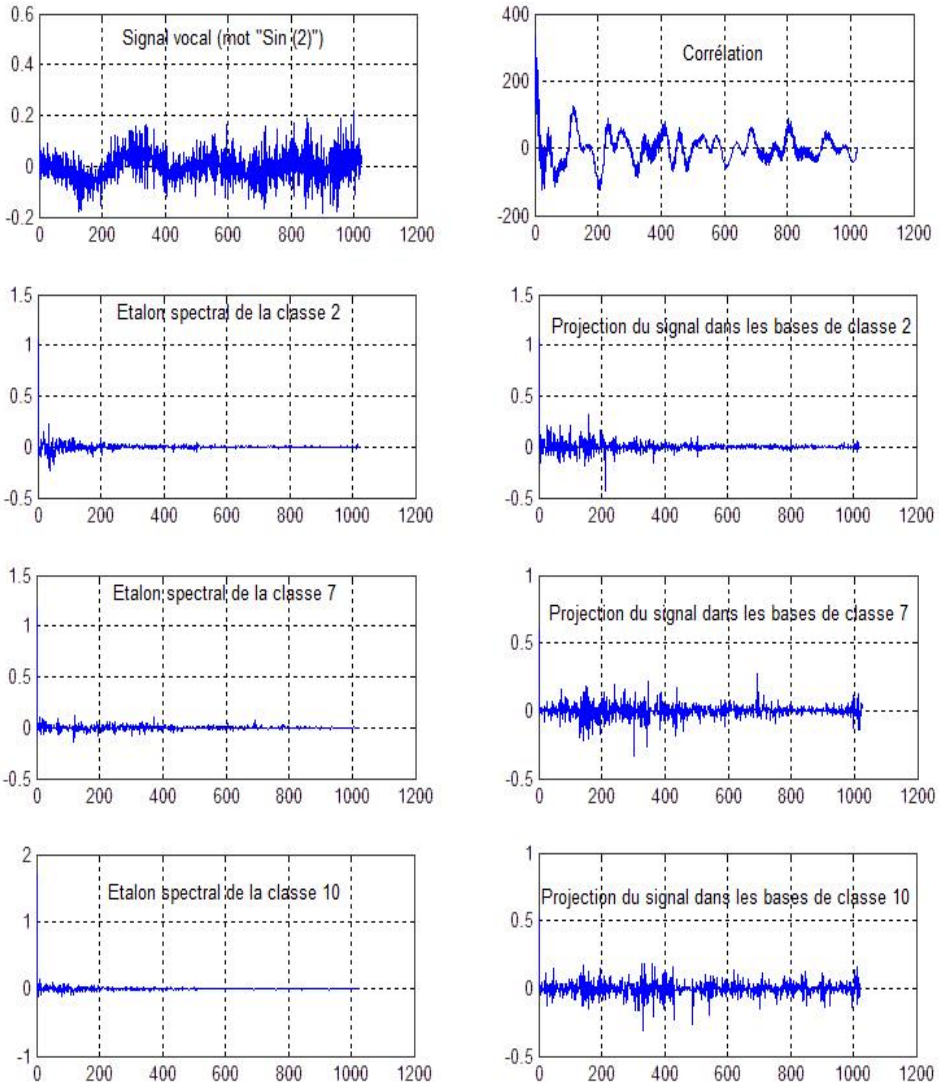 Signal vocal (mot "Sin (2)")
0.6
0.4
0.2
0
-0.2
0 200 400 600 800 1000 1200
Corrélation
400
200
0
-200
0 200 400 600 800 1000 1200
Etalon spectral de la classe 2
1.5
1
0.5
0
-0.5
0 200 400 600 800 1000 1200
Projection du signal dans les bases de classe 2
1.5
1
0.5
0
-0.5
0 200 400 600 800 1000 1200
Etalon spectral de la classe 7
1.5
1
0.5
0
-0.5
0 200 400 600 800 1000 1200
Projection du signal dans les bases de classe 7
1
0.5
0
-0.5
0 200 400 600 800 1000 1200
Etalon spectral de la classe 10
2
1
0
-1
0 200 400 600 800 1000 1200
Projection du signal dans les bases de classe 10
1
0.5
0
-0.5
0 200 400 600 800 1000 1200